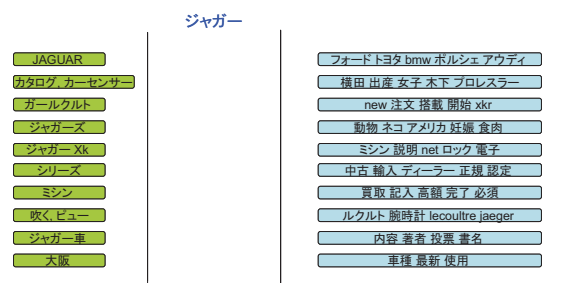 ジャガー
JAGUAR
フォード トヨタ bmw ポルシェ アウディ
カタログ, カーセンサー
横田 出産 女子 木下 プロレスラー
ガールクルト
new 注文 搭載 開始 xkr
ジャガーズ
動物 ネコ アメリカ 妊娠 食肉
ジャガー Xk
ミシン 説明 net ロック 電子
シリーズ
中古 輸入 ディーラー 正規 認定
ミシン
買取 記入 高額 完了 必須
吹く, ビュー
ルクルト 腕時計 lecoultre jaeger
ジャガー車
内容 著者 投票 書名
大阪
車種 最新 使用